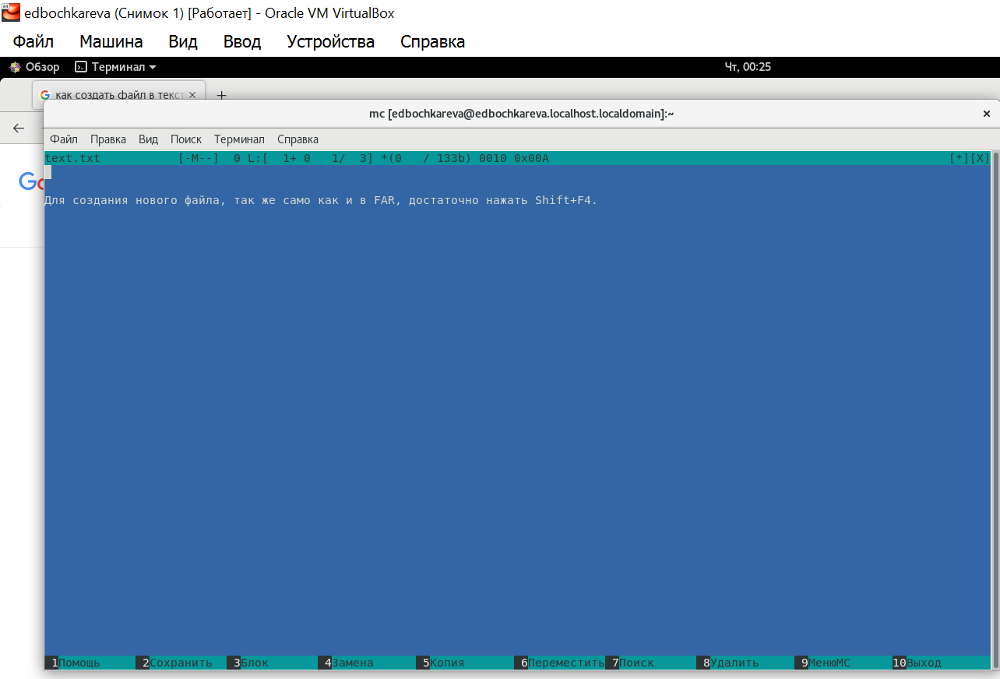 edbochkareva (Снимок 1) [Работает] - Oracle VM VirtualBox
Файл Машина Вид Ввод Устройства Справка
Обзор Терминал Чт, 00:25
как создать файл в текст
mc [edbochkareva@edbochkareva.localhost.localdomain]:~
Файл Правка Вид Поиск Терминал Справка
text.txt [-M--] 0 L:[ 1+ 0 1/ 3] *(0 / 133b) 0010 0x00A [*][X]
Go
Для создания нового файла, так же само как и в FAR, достаточно нажать Shift+F4.
1Помощь 2Сохранить 3Блок 4Замена 5Копия 6Переместить 7Поиск 8Удалить 9МенюMC 10Выход